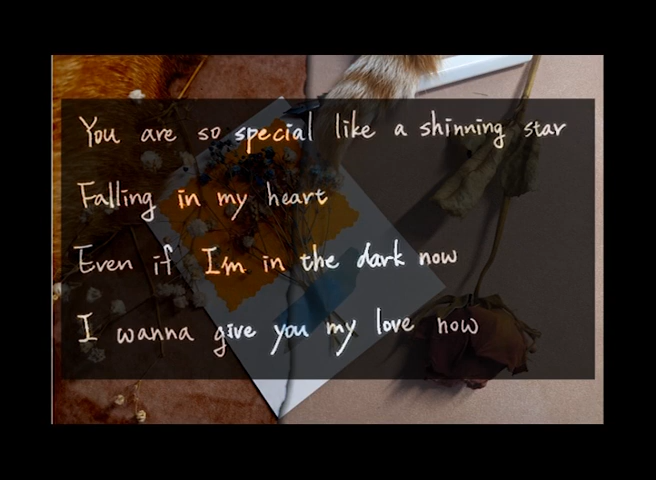 You are so special like a shinning star
Falling in my heart
Even if I'm in the dark now
I wanna give you my love now